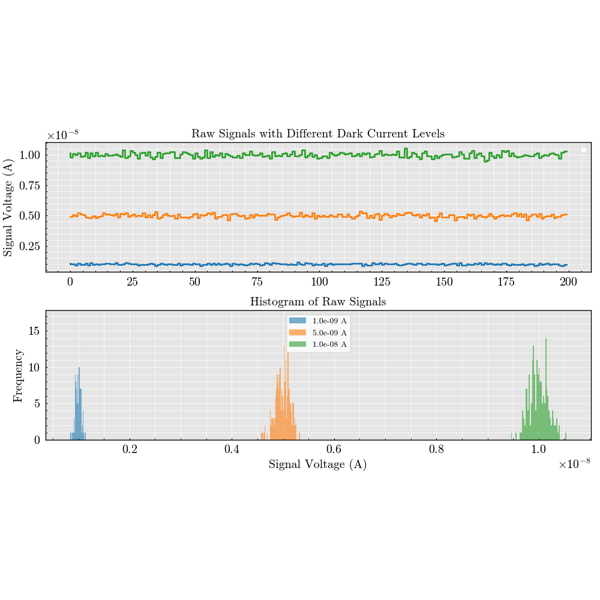 Raw Signals with Different Dark Current Levels
×10⁻⁸
Signal Voltage (A)
1.00
0.75
0.50
0.25
0 25 50 75 100 125 150 175 200
Histogram of Raw Signals
Frequency
15
10
5
0
1.0e-09 A
5.0e-09 A
1.0e-08 A
0.2 0.4 0.6 0.8 1.0
Signal Voltage (A)
×10⁻⁸